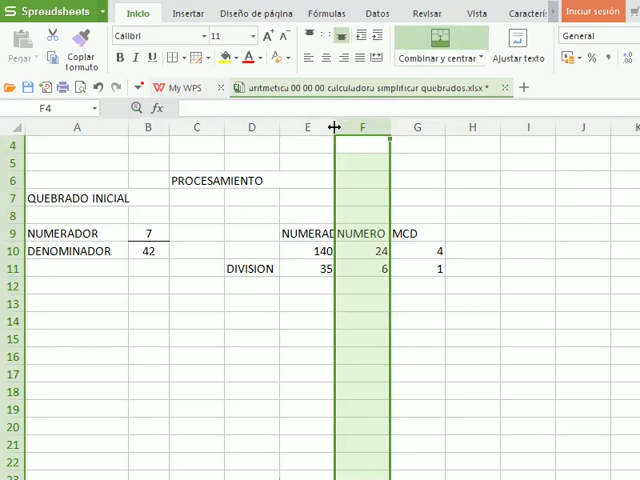 Spreadsheets
Inicio
Insertar
Diseño de página
Fórmulas
Datos
Revisar
Vista
Caracterí
Iniciar sesión
Pegar
Copiar formato
Calibri
11
A
A
B
I
U
A
Combinar y centrar
Ajustar texto
General
%
My WPS
aritmetica 00 00 00 calculadora simplificar quebrados.xlsx *
F4
fx
A B C D E F G H I J K
4
5
6 PROCESAMIENTO
7 QUEBRADO INICIAL
8
9 NUMERADOR 7 NUMERAD NUMERO MCD
10 DENOMINADOR 42 140 24 4
11 DIVISION 35 6 1
12
13
14
15
16
17
18
19
20
21
22
23